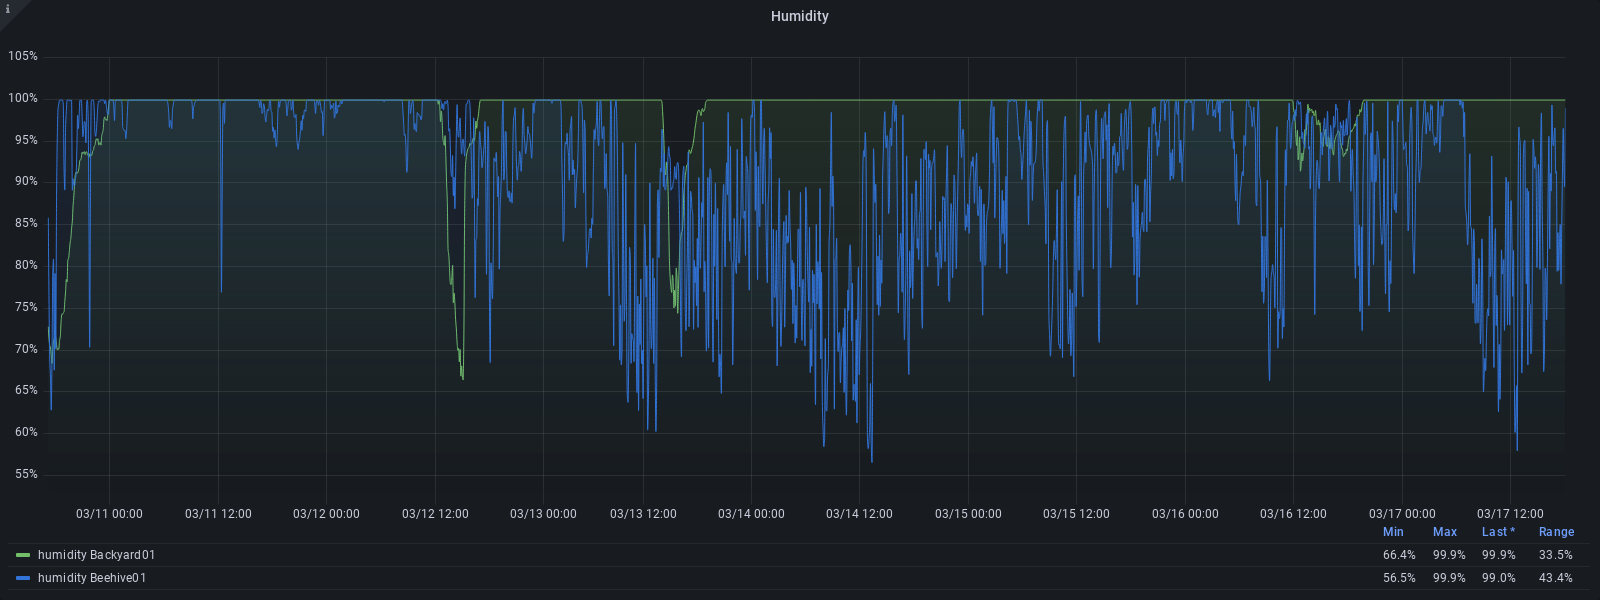 i
Humidity
105%
100%
95%
90%
85%
80%
75%
70%
65%
60%
55%
03/11 00:00 03/11 12:00 03/12 00:00 03/12 12:00 03/13 00:00 03/13 12:00 03/14 00:00 03/14 12:00 03/15 00:00 03/15 12:00 03/16 00:00 03/16 12:00 03/17 00:00 03/17 12:00
Min Max Last * Range
humidity Backyard01 66.4% 99.9% 99.9% 33.5%
humidity Beehive01 56.5% 99.9% 99.0% 43.4%